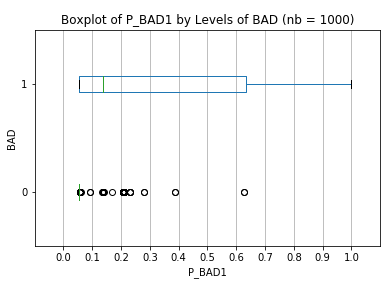 Boxplot of P_BAD1 by Levels of BAD (nb = 1000)
1
BAD
0
0.0 0.1 0.2 0.3 0.4 0.5 0.6 0.7 0.8 0.9 1.0
P_BAD1